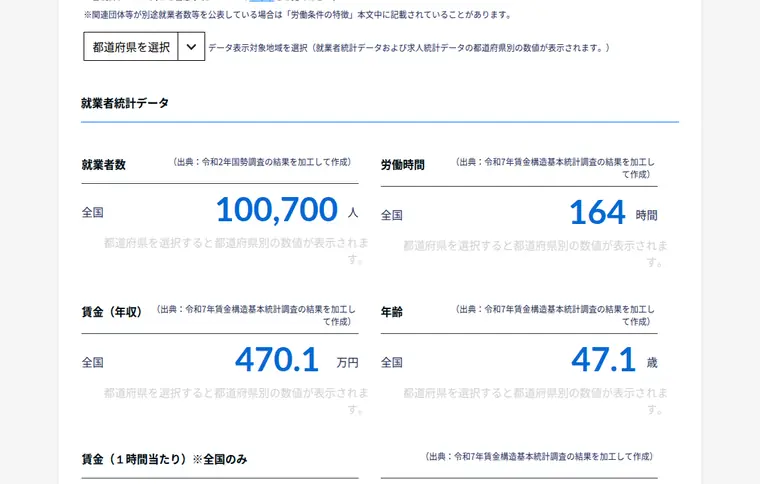 ※関連団体等が別途就業者数等を公表している場合は「労働条件の特徴」本文中に記載されていることがあります。
都道府県を選択 データ表示対象地域を選択（就業者統計データおよび求人統計データの都道府県別の数値が表示されます。）
就業者統計データ
就業者数 （出典：令和2年国勢調査の結果を加工して作成）
全国 100,700 人
都道府県を選択すると都道府県別の数値が表示されま
す。
労働時間 （出典：令和7年賃金構造基本統計調査の結果を加工し
て作成）
全国 164 時間
都道府県を選択すると都道府県別の数値が表示されま
す。
賃金（年収） （出典：令和7年賃金構造基本統計調査の結果を加工し
て作成）
全国 470.1 万円
都道府県を選択すると都道府県別の数値が表示されま
す。
年齢 （出典：令和7年賃金構造基本統計調査の結果を加工し
て作成）
全国 47.1 歳
都道府県を選択すると都道府県別の数値が表示されま
す。
賃金（１時間当たり）※全国のみ （出典：令和7年賃金構造基本統計調査の結果を加工して作成）